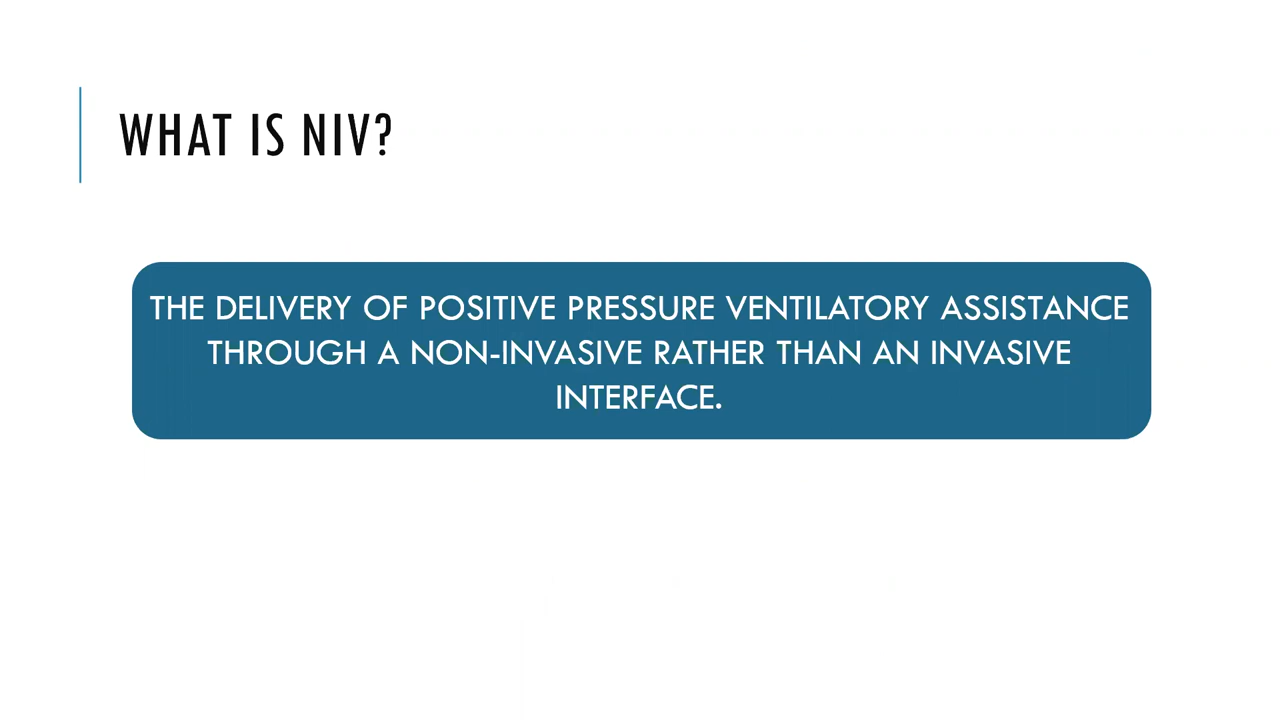 WHAT IS NIV?
THE DELIVERY OF POSITIVE PRESSURE VENTILATORY ASSISTANCE
THROUGH A NON-INVASIVE RATHER THAN AN INVASIVE
INTERFACE.